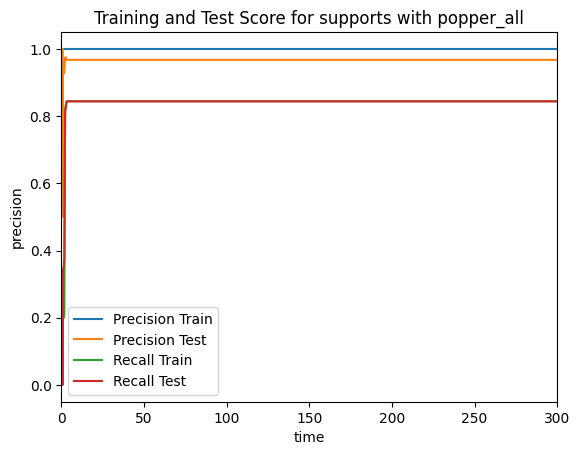 Training and Test Score for supports with popper_all
precision
1.0
0.8
0.6
0.4
0.2
0.0
Precision Train
Precision Test
Recall Train
Recall Test
0 50 100 150 200 250 300
time